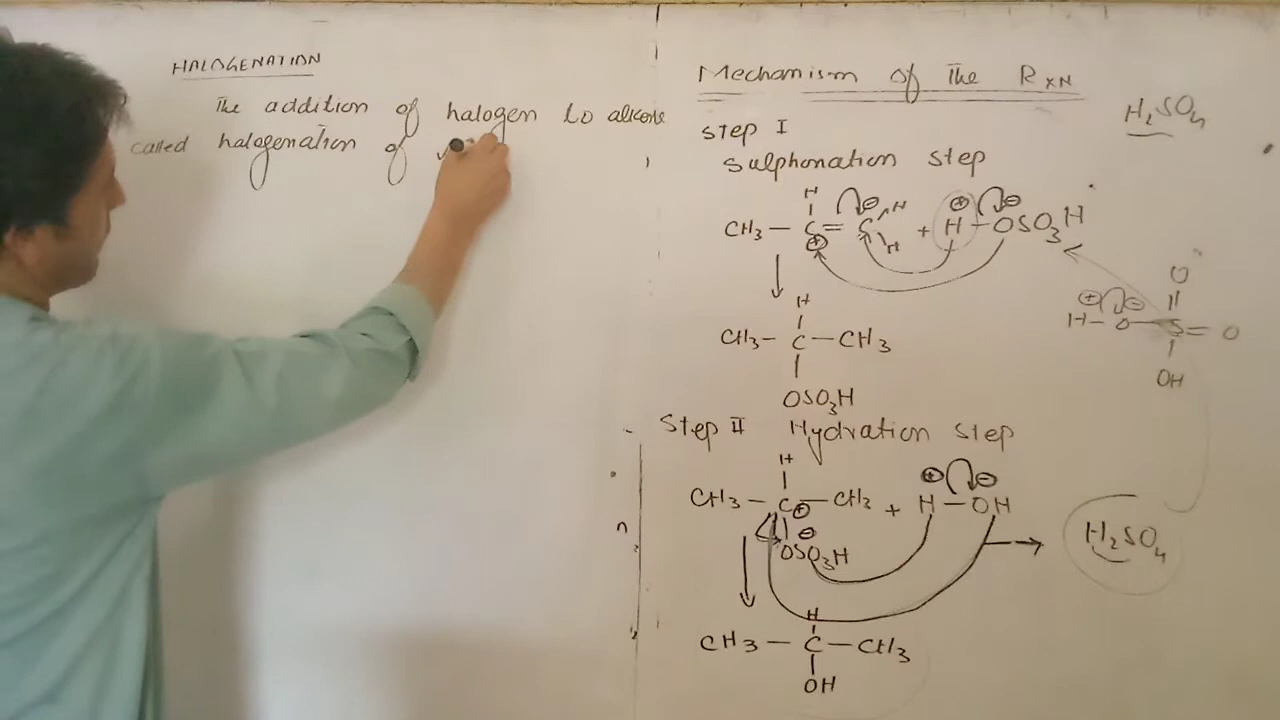 HALOGENATION
The addition of halogen to alkene
called halogenation of
Mechanism of The RXN
H2SO4
Step I
Sulphonation step
H
⊖ H
CH3 — C = C + H — OSO3H
⊕ H
⊕ ⊖
O
⊕ ⊖
H — O — S = O
OH
H
CH3 — C — CH3
OSO3H
Step II Hydration step
H
⊕ ⊖
CH3 — C — CH3 + H — OH
⊕
⊖
OSO3H
→ H2SO4
H
CH3 — C — CH3
OH